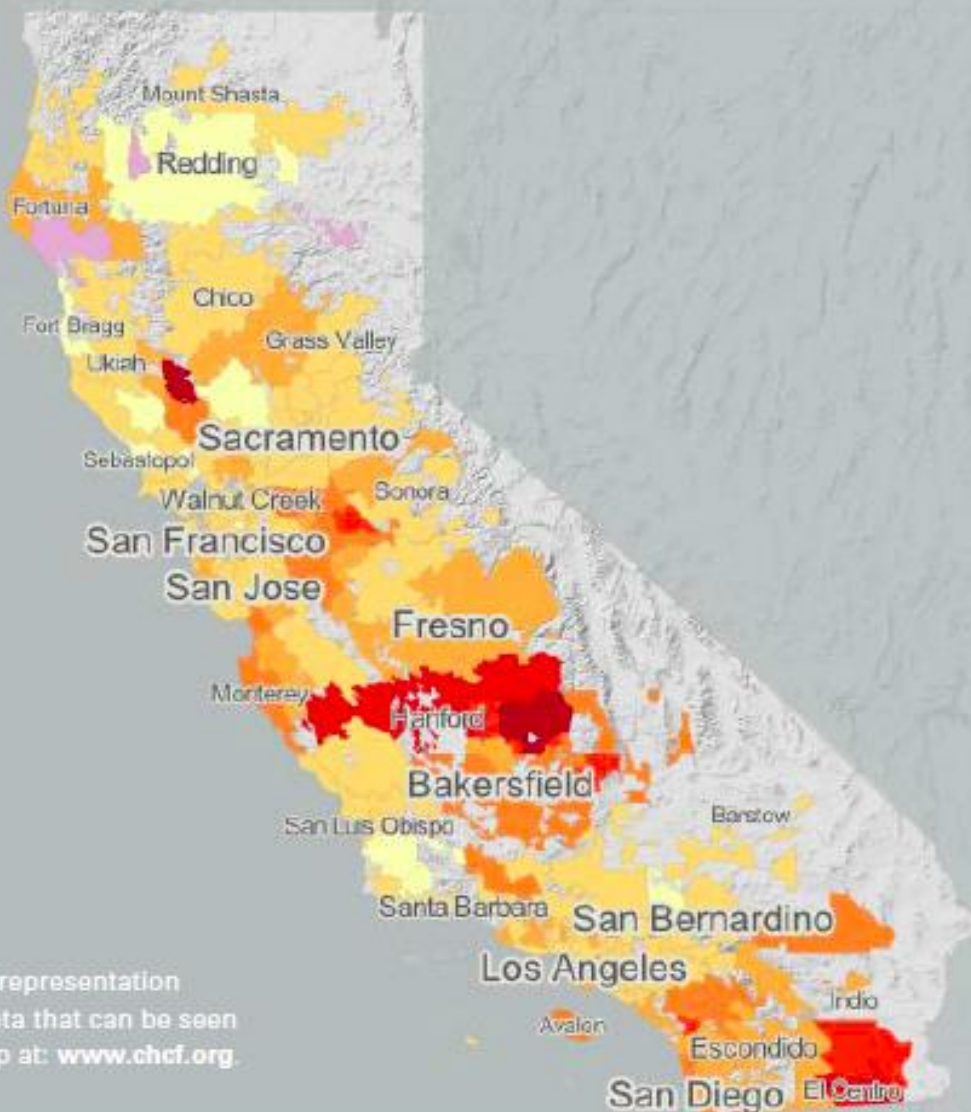 Mount Shasta
Redding
Fortuna
Chico
Fort Bragg
Grass Valley
Ukiah
Sacramento
Sebastopol
Walnut Creek
Sonora
San Francisco
San Jose
Fresno
Monterey
Hanford
Bakersfield
San Luis Obispo
Barstow
Santa Barbara
San Bernardino
Los Angeles
representation
ta that can be seen
p at: www.chcf.org.
Indio
Avalon
Escondido
San Diego
El Centro